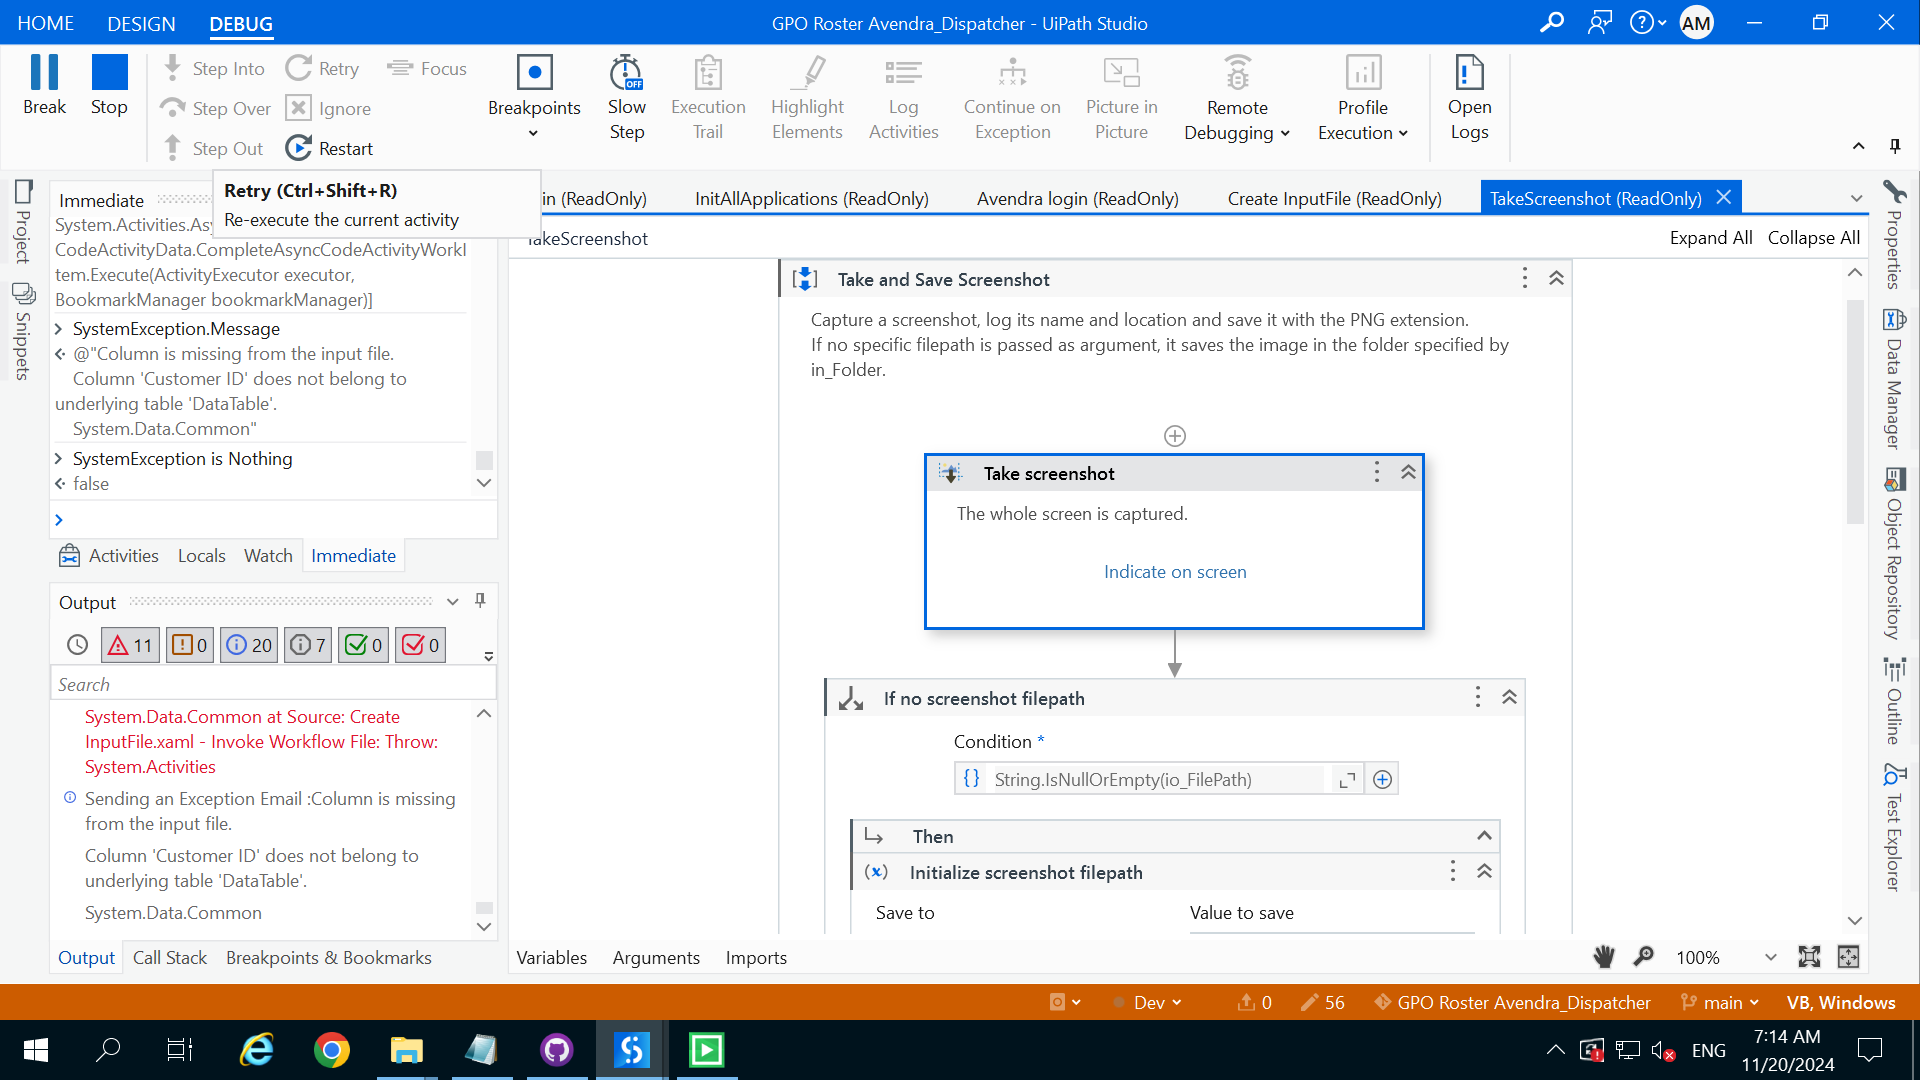 HOME
DESIGN
DEBUG
GPO Roster Avendra_Dispatcher - UiPath Studio
AM
Break
Stop
Step Into
Retry
Focus
Step Over
Ignore
Step Out
Restart
Breakpoints
Slow
Step
OFF
Execution
Trail
Highlight
Elements
Log
Activities
Continue on
Exception
Picture in
Picture
Remote
Debugging
Profile
Execution
Open
Logs
Retry (Ctrl+Shift+R)
Re-execute the current activity
Project
Snippets
Immediate
System.Activities.Asy
CodeActivityData.CompleteAsyncCodeActivityWorkI
tem.Execute(ActivityExecutor executor,
BookmarkManager bookmarkManager)]
SystemException.Message
@"Column is missing from the input file.
Column 'Customer ID' does not belong to
underlying table 'DataTable'.
System.Data.Common"
SystemException is Nothing
false
Activities
Locals
Watch
Immediate
Output
11
0
20
7
0
0
Search
System.Data.Common at Source: Create
InputFile.xaml - Invoke Workflow File: Throw:
System.Activities
Sending an Exception Email :Column is missing
from the input file.
Column 'Customer ID' does not belong to
underlying table 'DataTable'.
System.Data.Common
Output
Call Stack
Breakpoints & Bookmarks
in (ReadOnly)
InitAllApplications (ReadOnly)
Avendra login (ReadOnly)
Create InputFile (ReadOnly)
TakeScreenshot (ReadOnly)
TakeScreenshot
Expand All
Collapse All
Take and Save Screenshot
Capture a screenshot, log its name and location and save it with the PNG extension.
If no specific filepath is passed as argument, it saves the image in the folder specified by
in_Folder.
Take screenshot
The whole screen is captured.
Indicate on screen
If no screenshot filepath
Condition *
String.IsNullOrEmpty(io_FilePath)
Then
Initialize screenshot filepath
Save to
Value to save
Variables
Arguments
Imports
100%
Properties
Data Manager
Object Repository
Outline
Test Explorer
Dev
0
56
GPO Roster Avendra_Dispatcher
main
VB, Windows
ENG
7:14 AM
11/20/2024